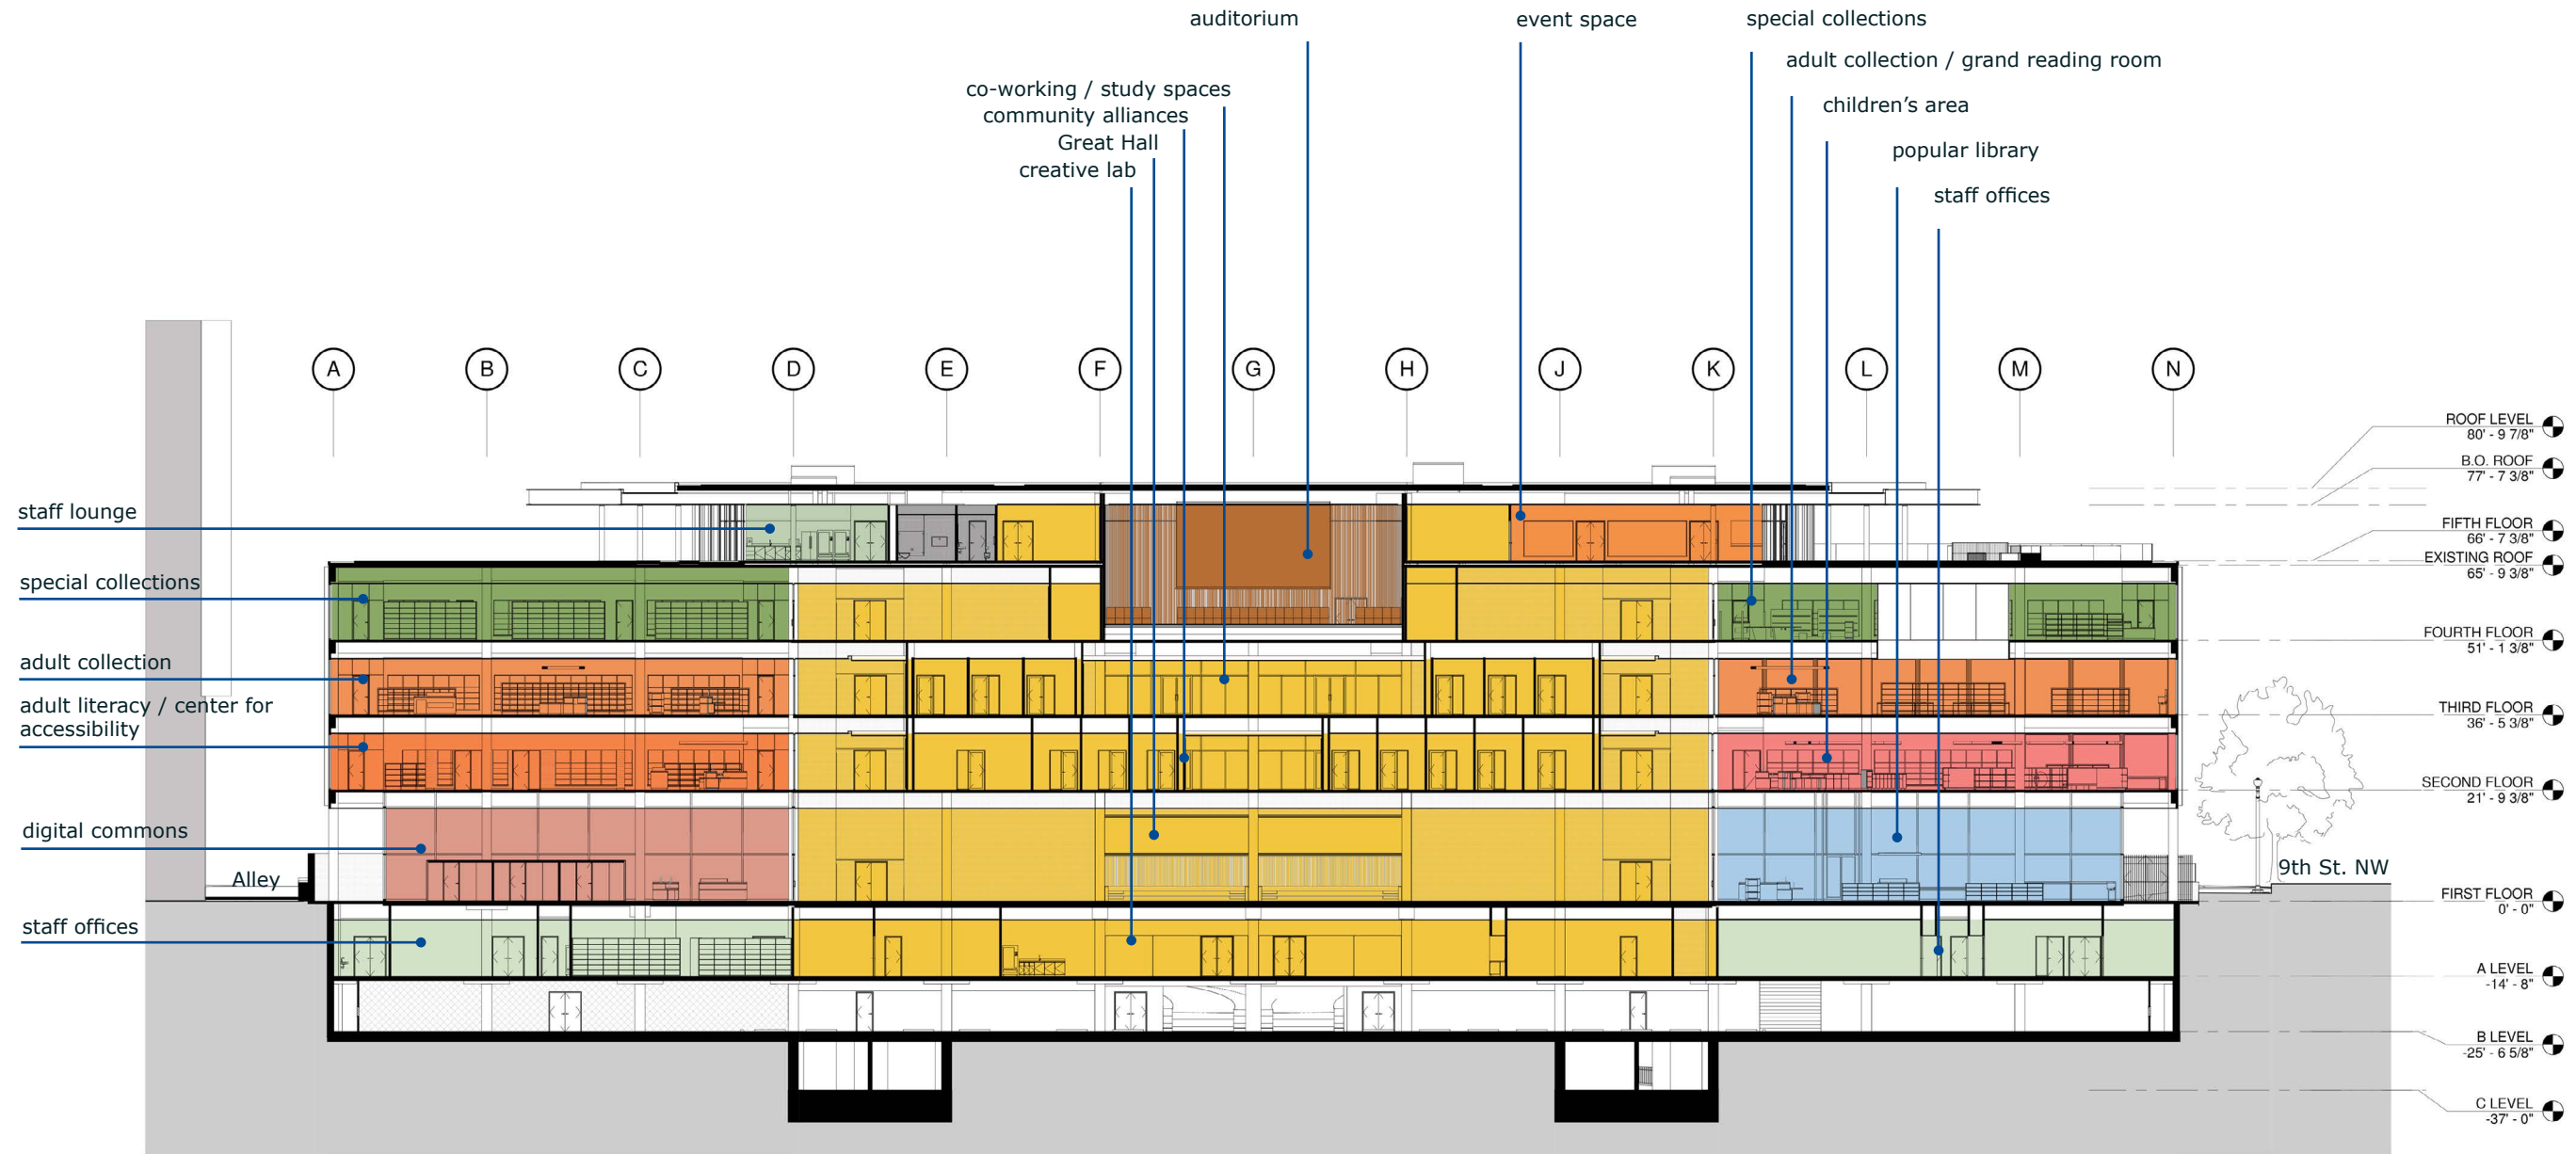 auditorium
event space
special collections
adult collection / grand reading room
co-working / study spaces
children’s area
community alliances
Great Hall
popular library
creative lab
staff offices
A
B
C
D
E
F
G
H
J
K
L
M
N
ROOF LEVEL
80' - 9 7/8"
B.O. ROOF
77' - 7 3/8"
staff lounge
FIFTH FLOOR
66' - 7 3/8"
EXISTING ROOF
65' - 9 3/8"
special collections
FOURTH FLOOR
51' - 1 3/8"
adult collection
adult literacy / center for
accessibility
THIRD FLOOR
36' - 5 3/8"
SECOND FLOOR
21' - 9 3/8"
digital commons
Alley
9th St. NW
FIRST FLOOR
0' - 0"
staff offices
A LEVEL
-14' - 8"
B LEVEL
-25' - 6 5/8"
C LEVEL
-37' - 0"